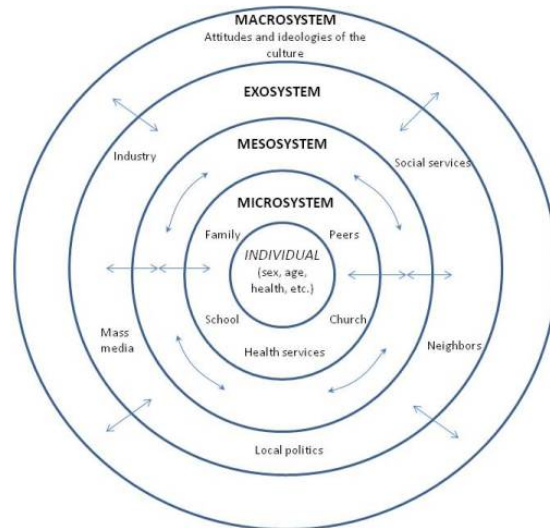 MACROSYSTEM
Attitudes and ideologies of the
culture
EXOSYSTEM
MESOSYSTEM
Industry
Social services
MICROSYSTEM
Family
Peers
INDIVIDUAL
(sex, age,
health, etc.)
School
Church
Mass
media
Health services
Neighbors
Local politics